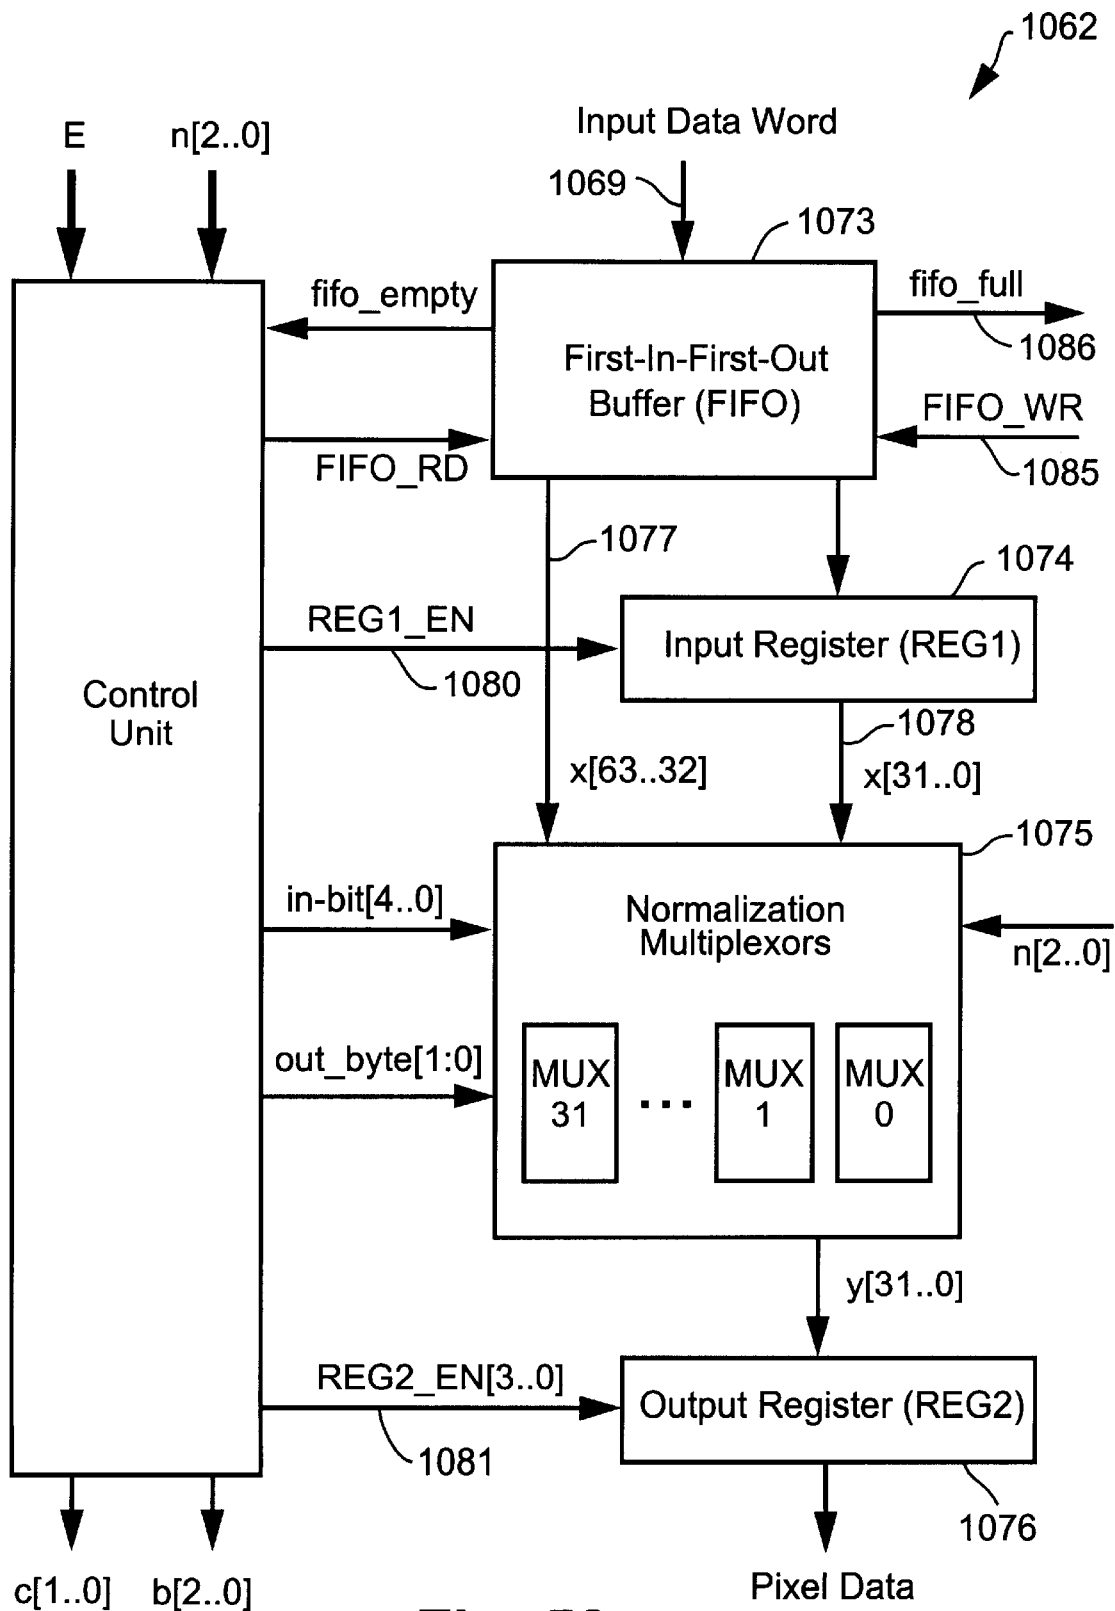 1062
Input Data Word
E
n[2..0]
1069
1073
fifo_empty
fifo_full
1086
First-In-First-Out
Buffer (FIFO)
FIFO_WR
FIFO_RD
1085
1077
1074
REG1_EN
Input Register (REG1)
1080
Control
Unit
1078
x[63..32]
x[31..0]
1075
in-bit[4..0]
Normalization
Multiplexors
n[2..0]
out_byte[1:0]
MUX
31
...
MUX
1
MUX
0
y[31..0]
REG2_EN[3..0]
Output Register (REG2)
1081
1076
c[1..0]
b[2..0]
Pixel Data